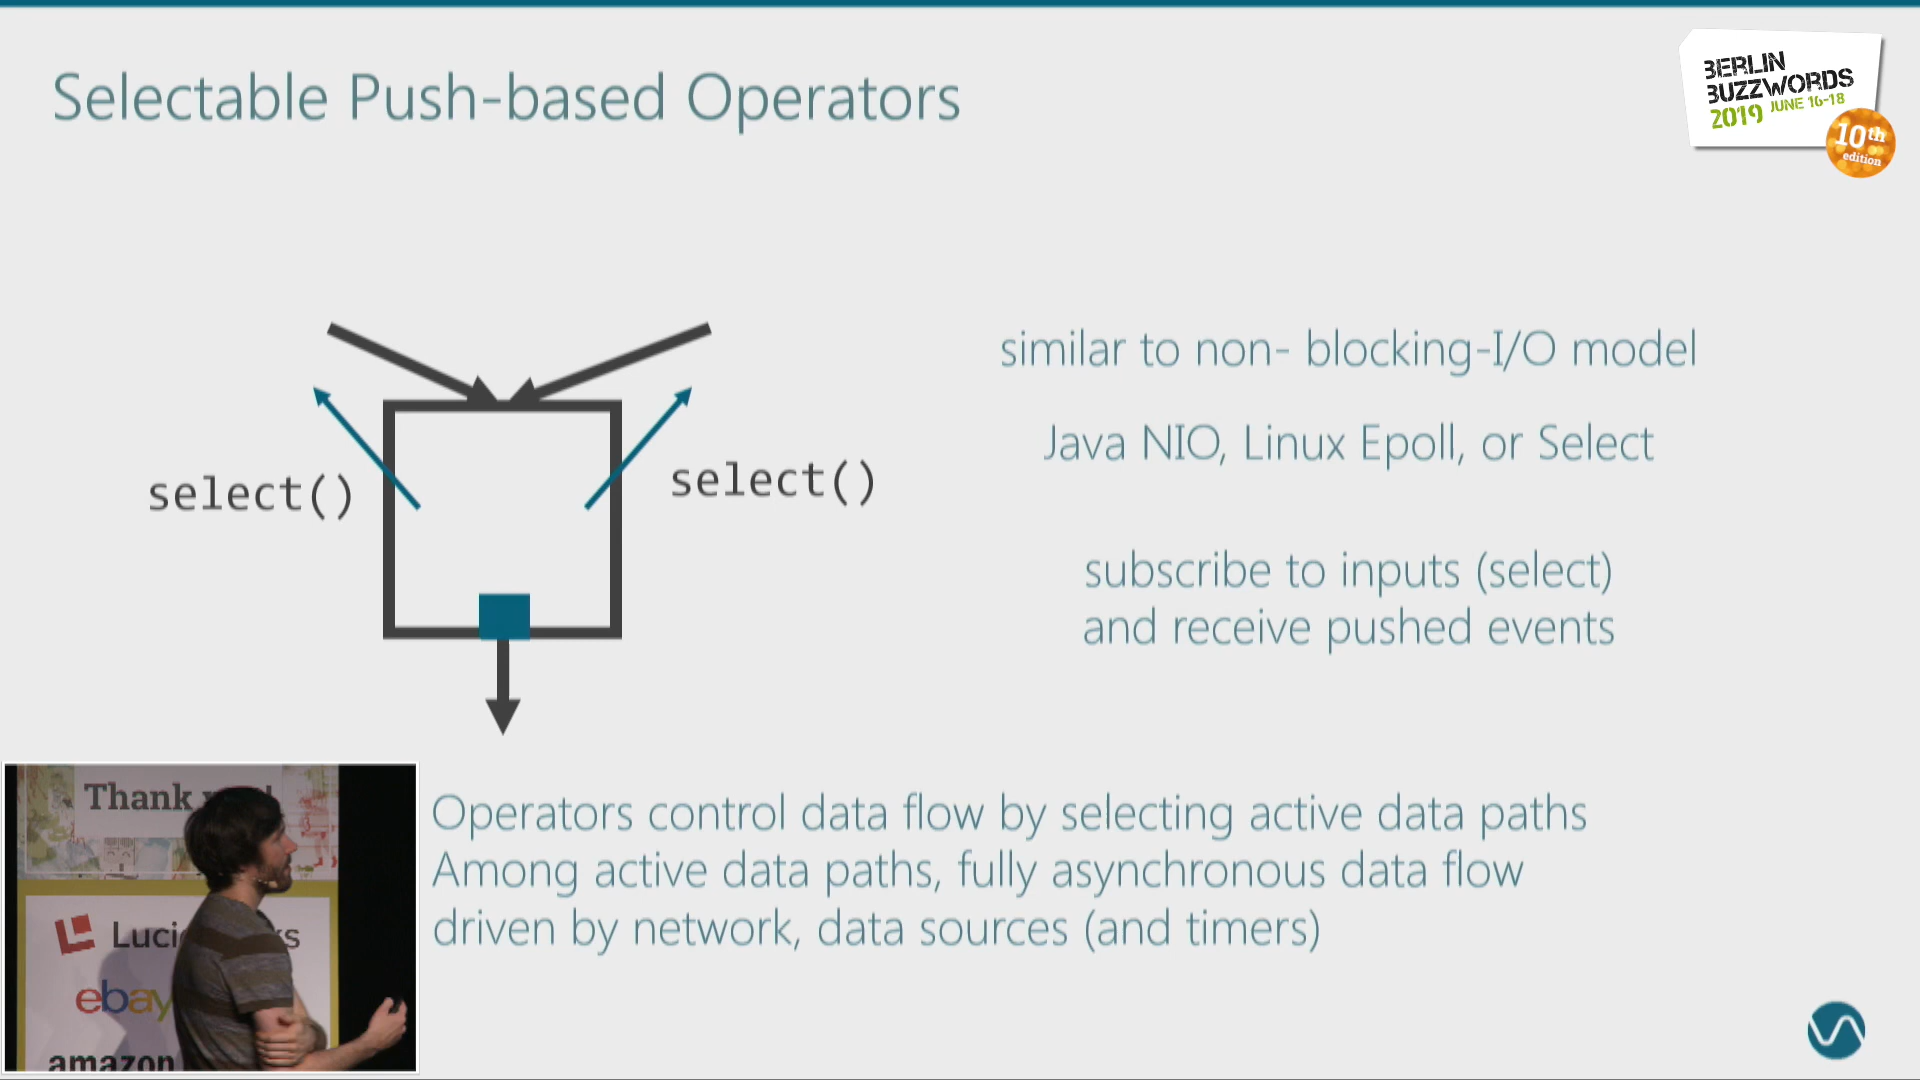 Selectable Push-based Operators
BERLIN
BUZZWORDS
2019 JUNE 16-18
10th
edition
similar to non- blocking-I/O model
Java NIO, Linux Epoll, or Select
select()
select()
subscribe to inputs (select)
and receive pushed events
Operators control data flow by selecting active data paths
Among active data paths, fully asynchronous data flow
driven by network, data sources (and timers)
Thank
ebay
amazon